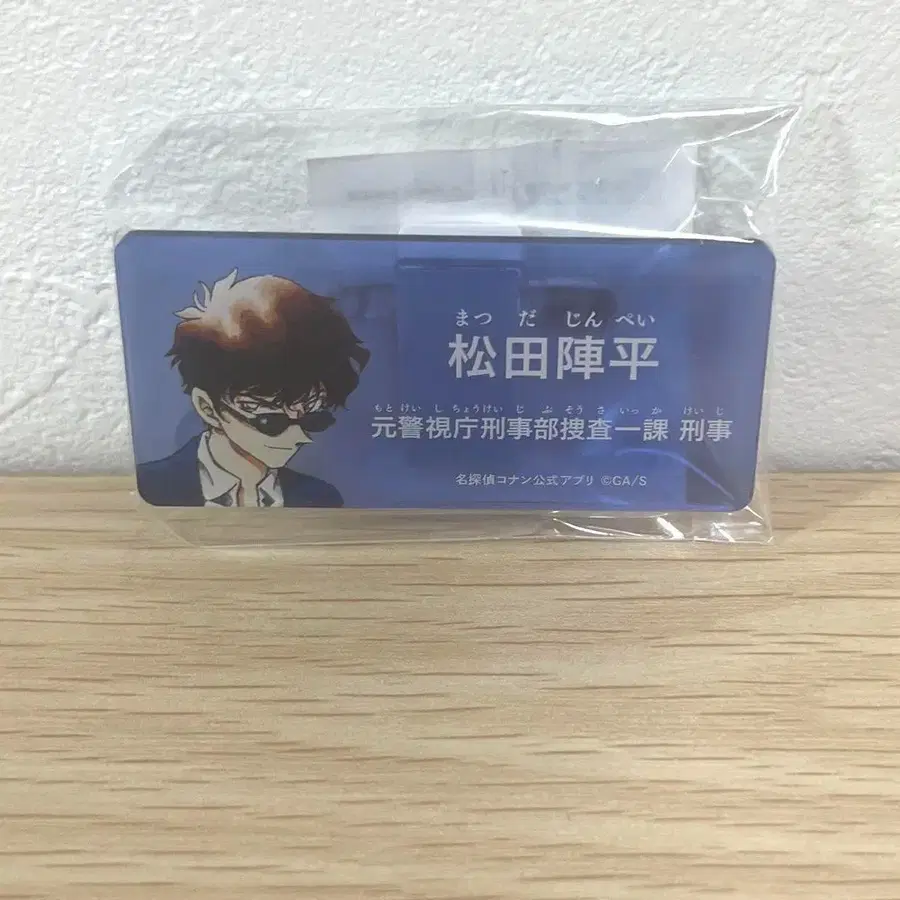 まつ だ じん ぺい
松田陣平
もと けい し ちょうけい じ ぶ そう さ いっ か けい じ
元警視庁刑事部捜査一課 刑事
名探偵コナン公式アプリ ©GA/S